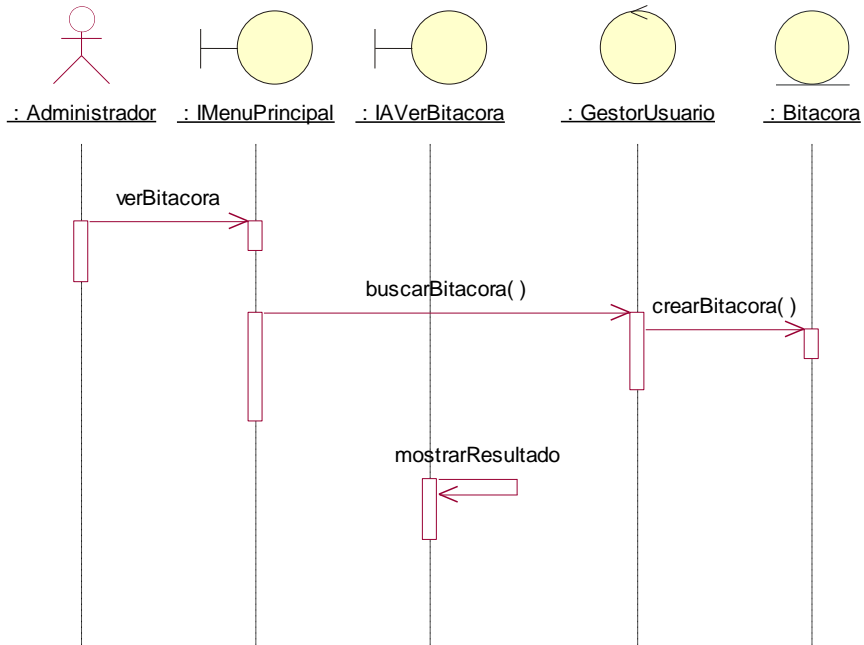 : Administrador
: IMenuPrincipal
: IAVerBitacora
: GestorUsuario
: Bitacora
verBitacora
buscarBitacora( )
crearBitacora( )
mostrarResultado